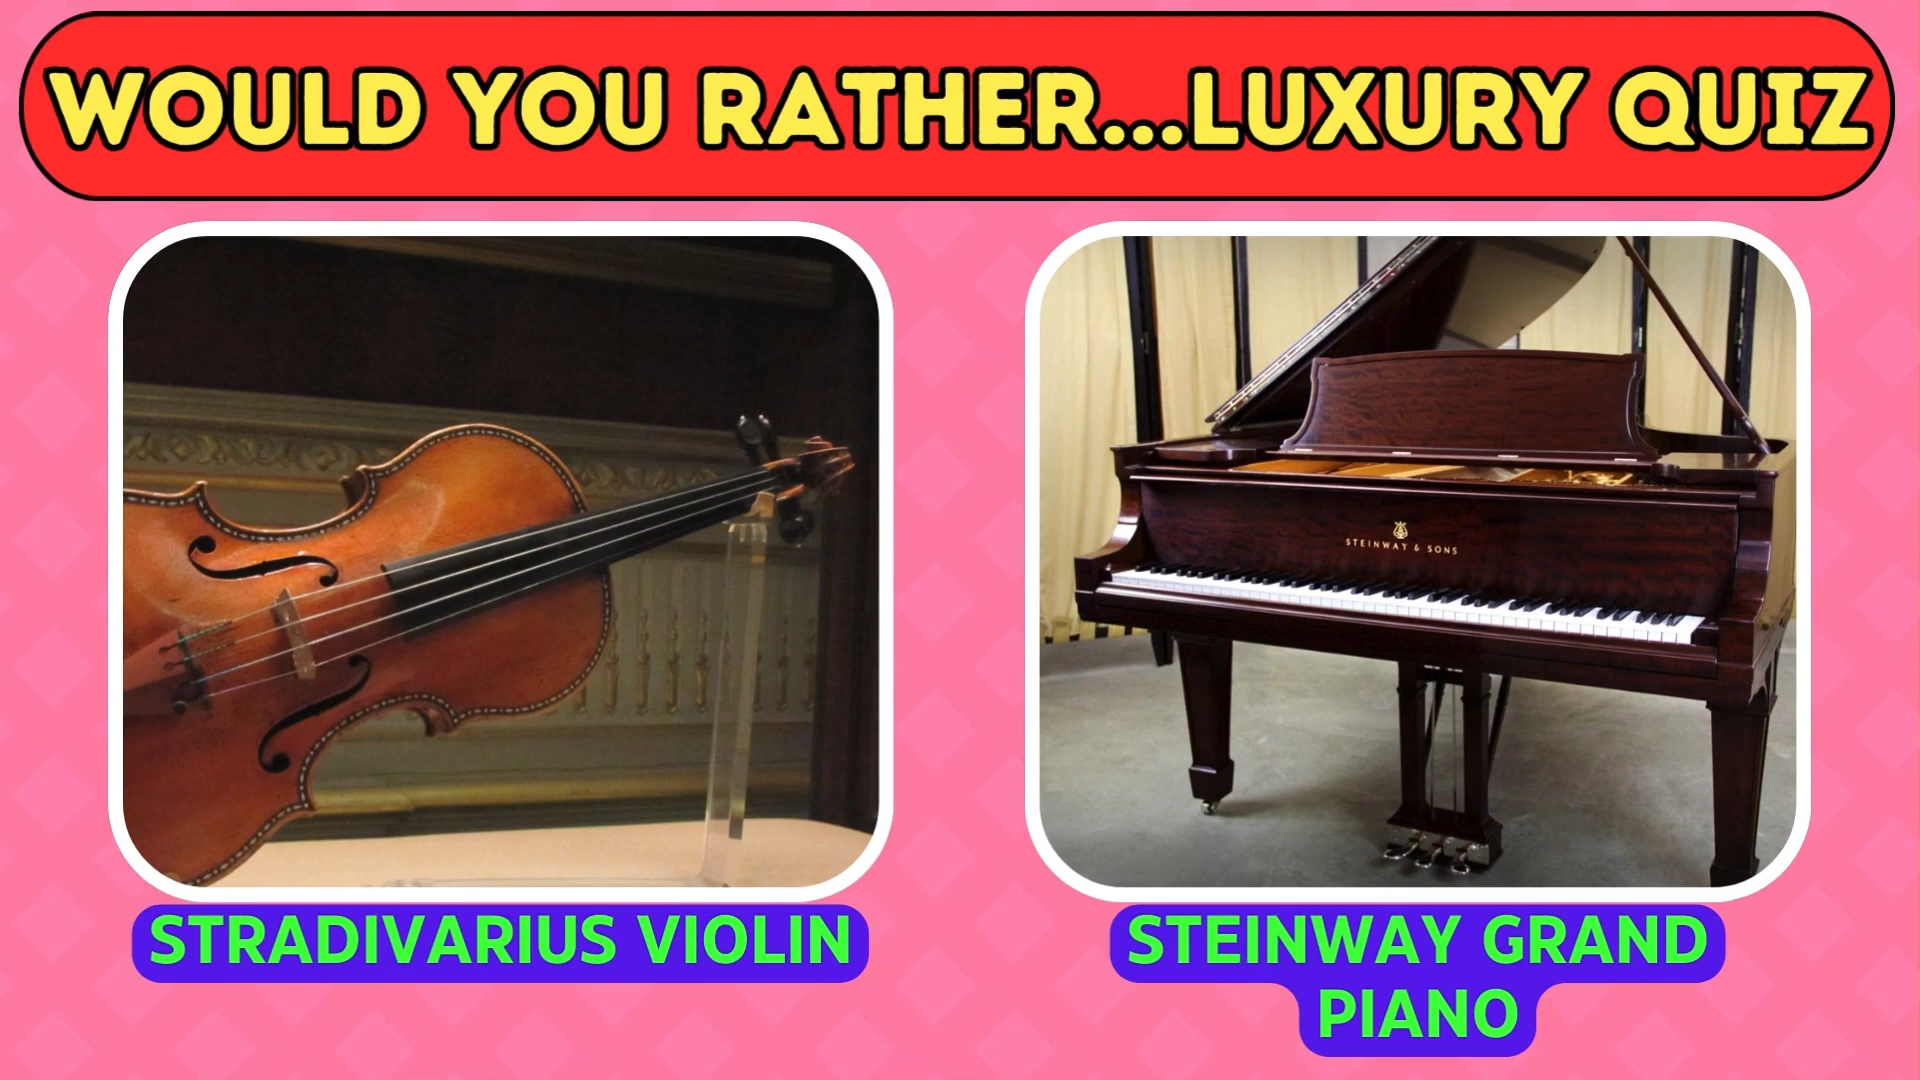 WOULD YOU RATHER...LUXURY QUIZ
STEINWAY & SONS
STRADIVARIUS VIOLIN
STEINWAY GRAND
PIANO